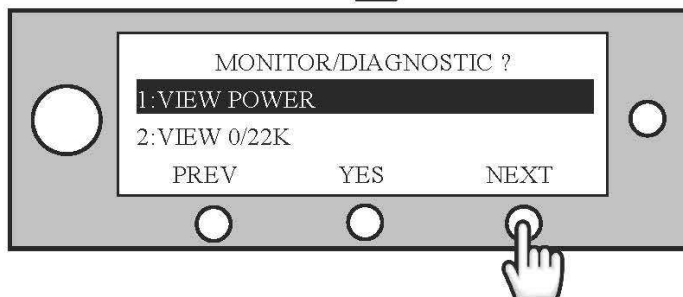 MONITOR/DIAGNOSTIC ?
1:VIEW POWER
2:VIEW 0/22K
PREV YES NEXT